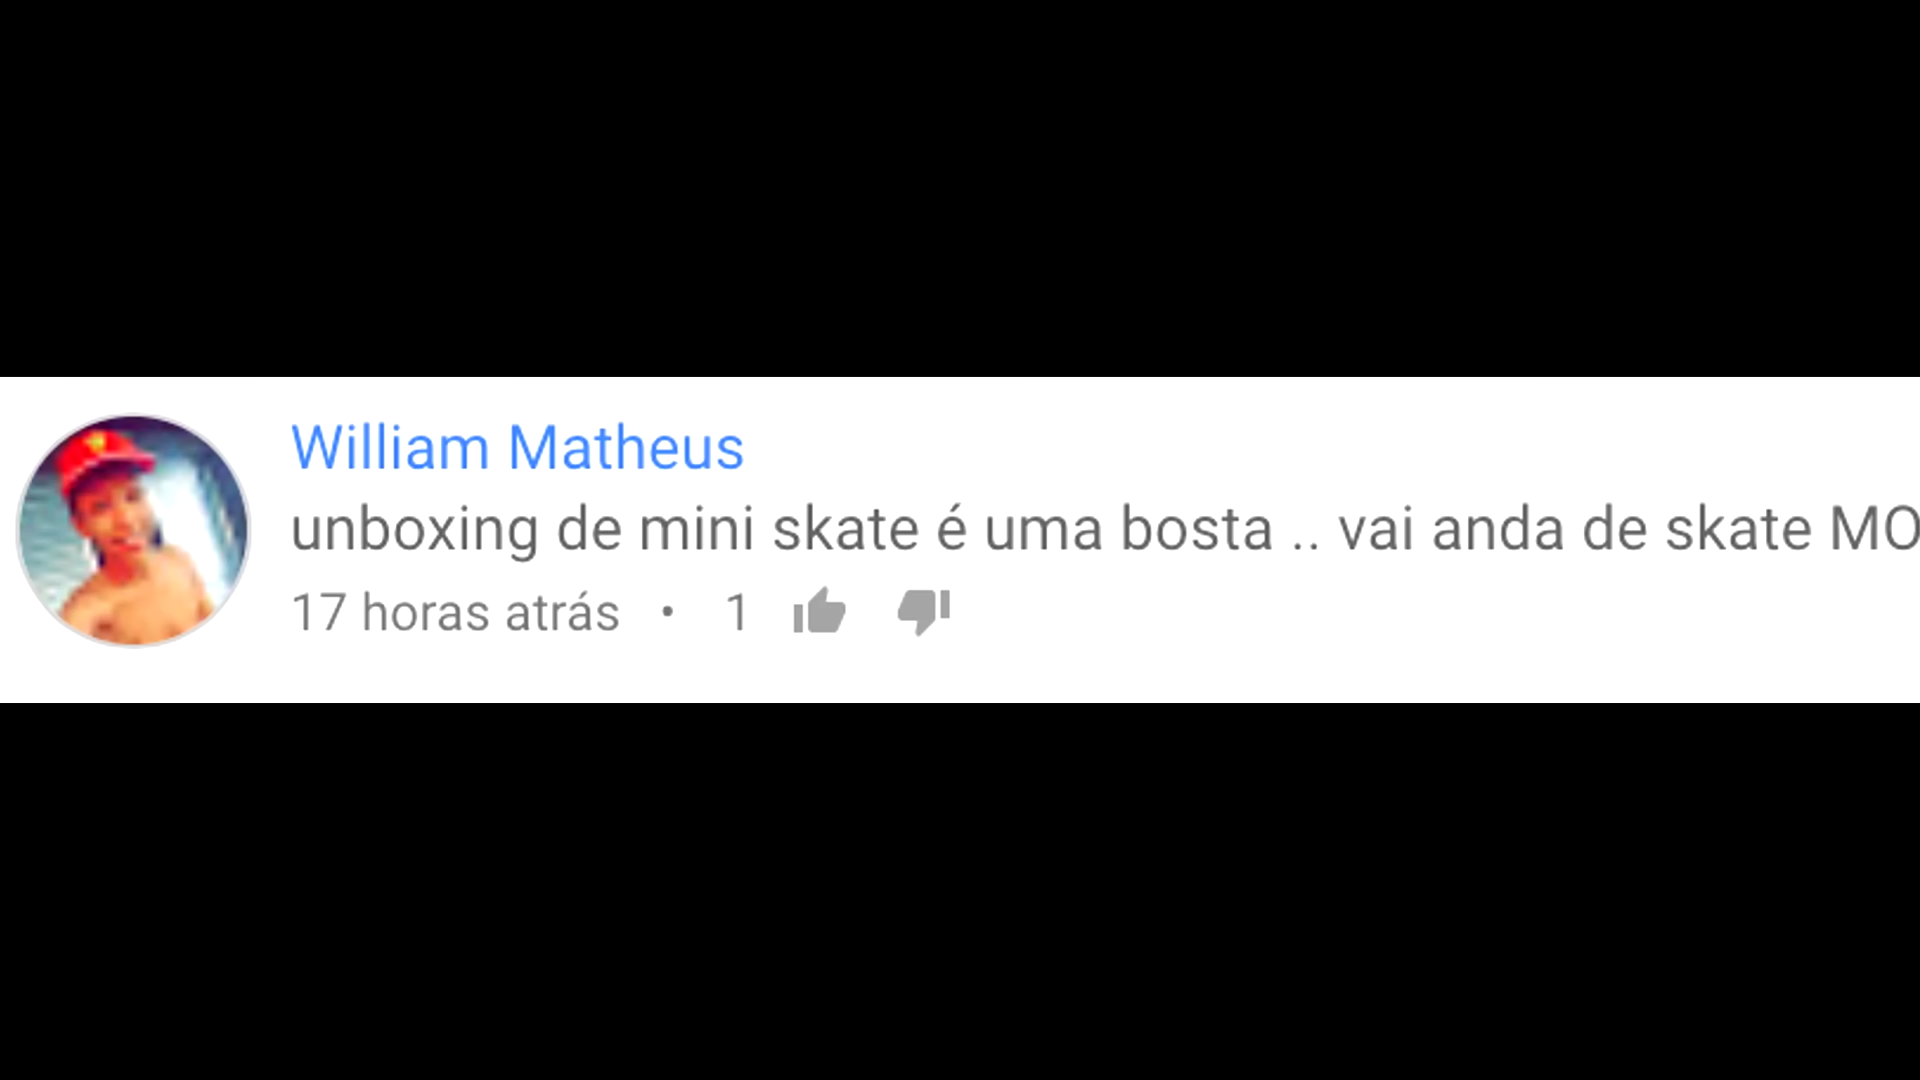 William Matheus
unboxing de mini skate é uma bosta .. vai anda de skate MO
17 horas atrás • 1